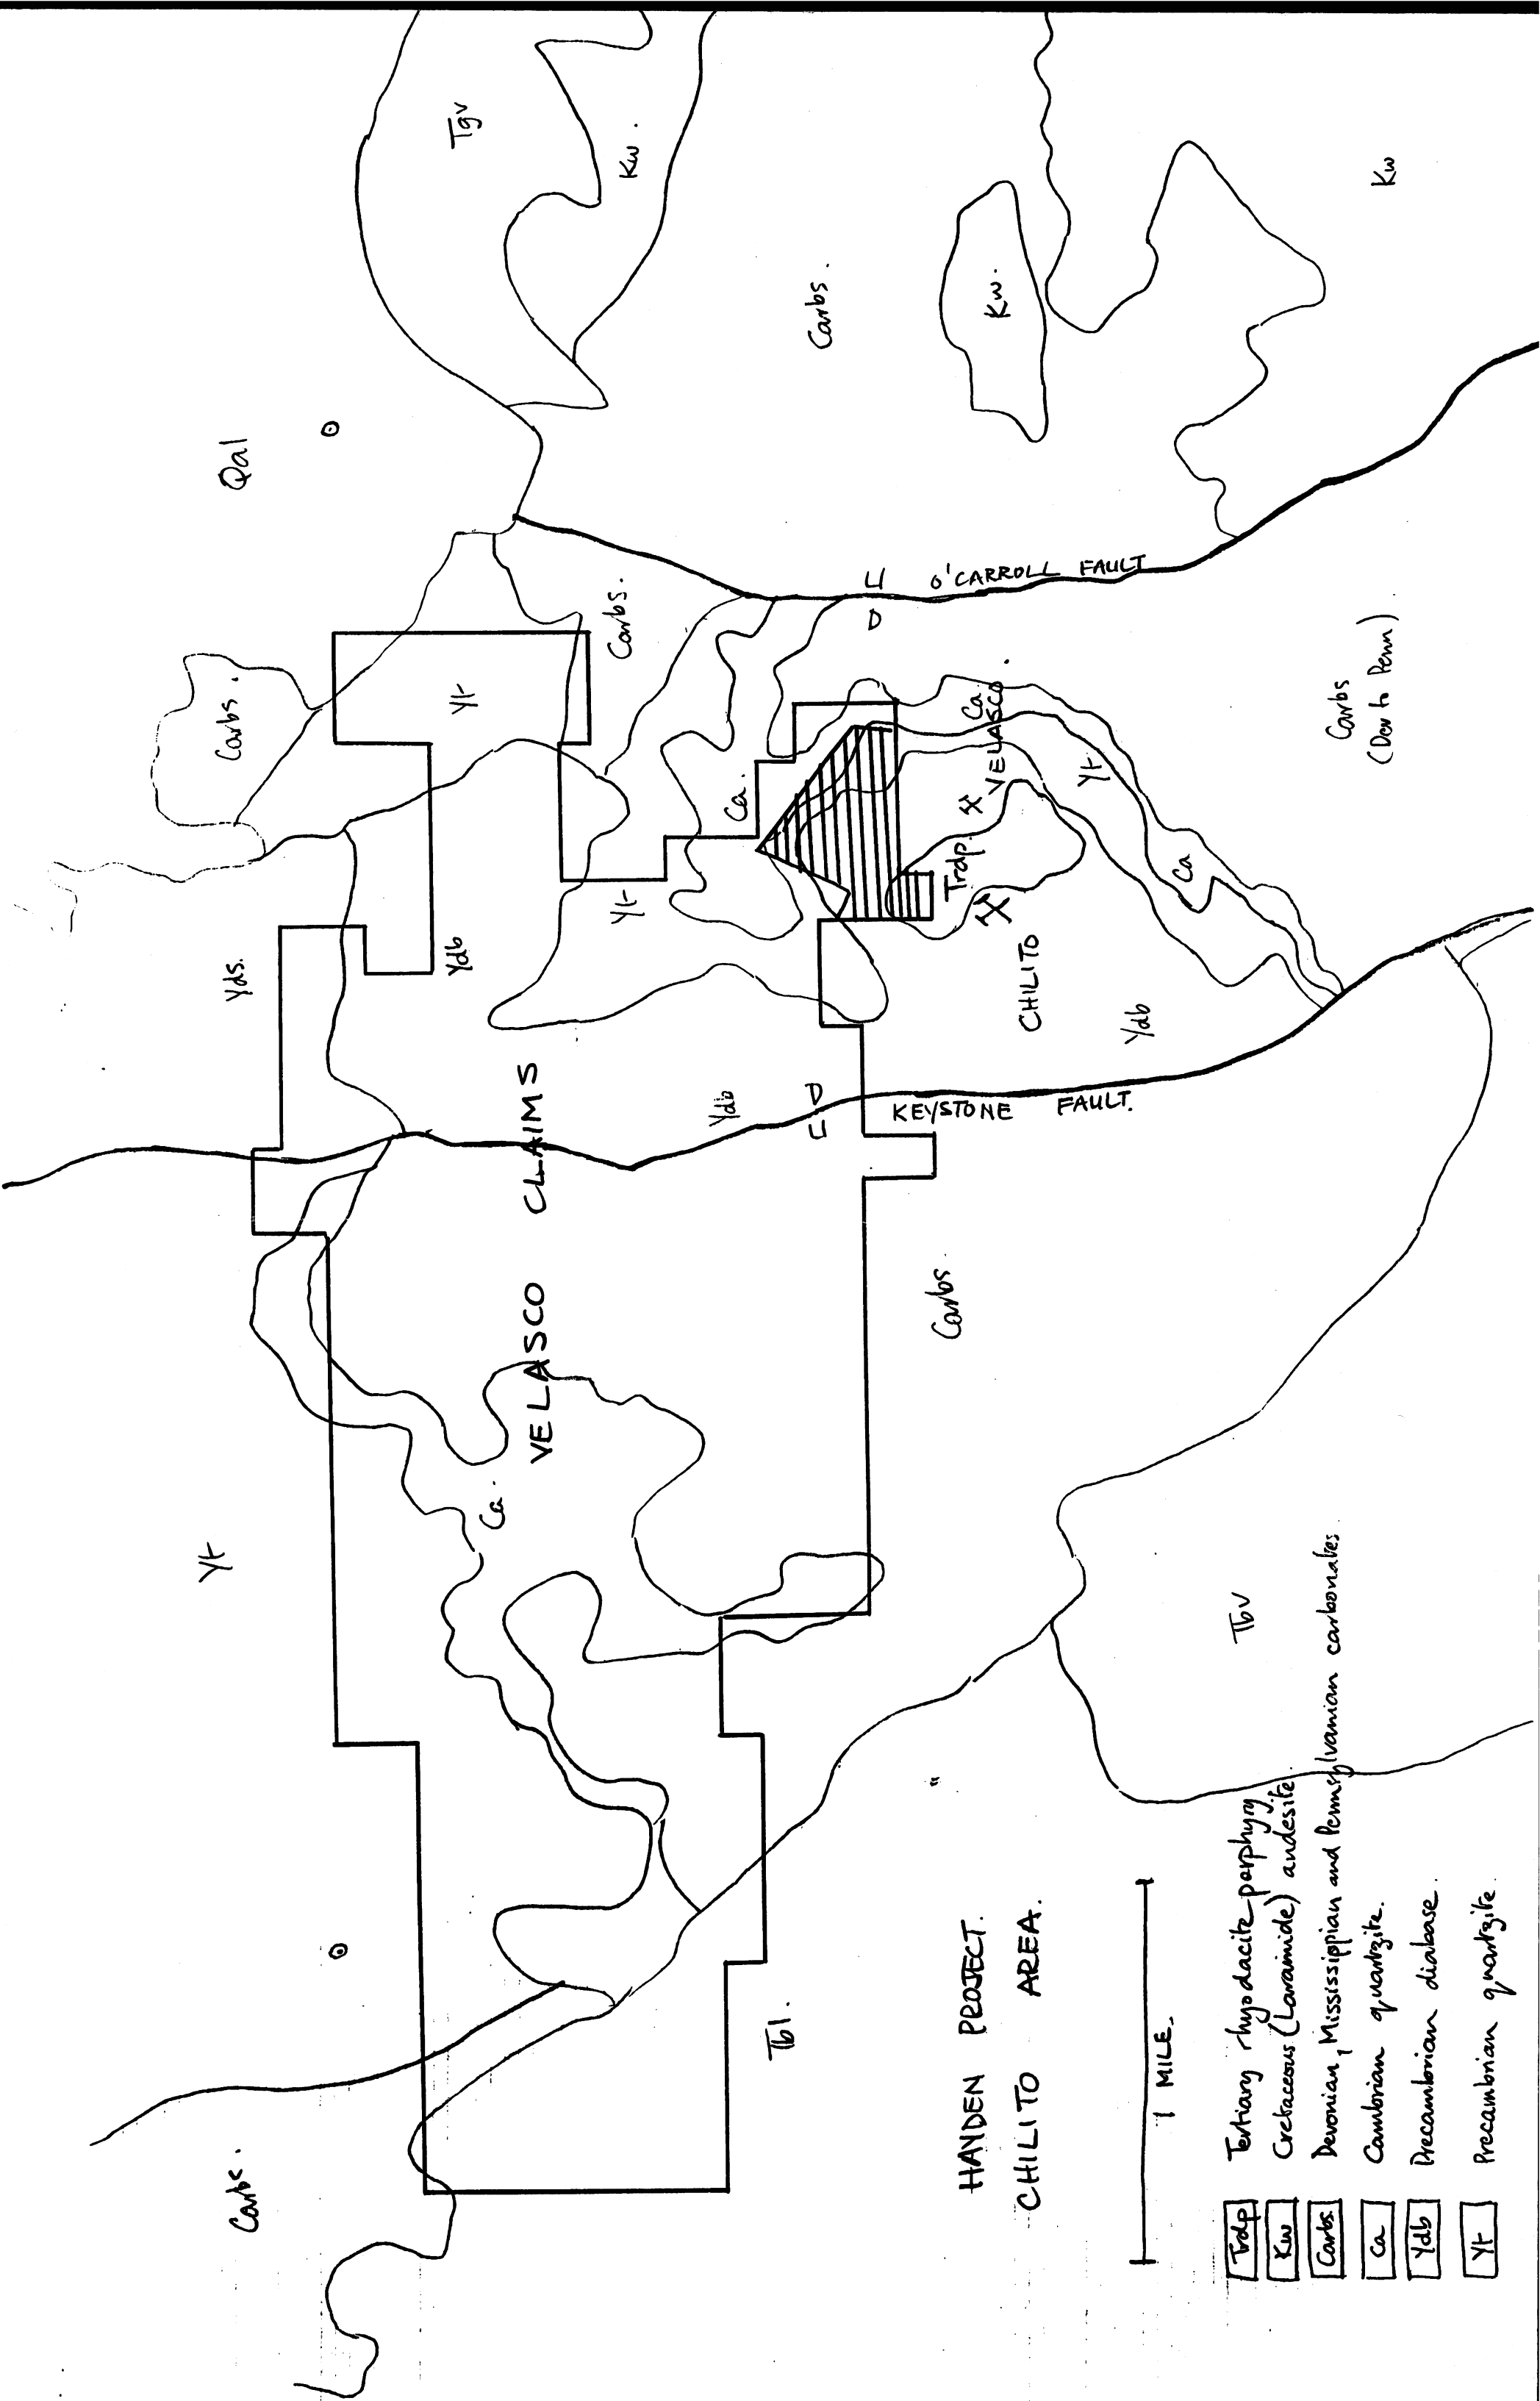 Carbs.
Yt
Yds.
Carbs.
Qal
Tgv
Kw.
Yt
Ydb
Carbs.
Yt
Ca.
VELASCO CLAIMS
Ca.
Ydb
U
D
D
U
O'CARROLL FAULT
KEYSTONE FAULT.
Carbs.
Kw.
Kw
Tbl.
Carbs.
Trdp.
CHILITO
VELASCO
Ca.
Yt
Ca
Ydb
Carbs
(Dev to Penn)
Tbv
HAYDEN PROJECT.
CHILITO AREA.
1 MILE.
Trdp Tertiary rhyodacite porphyry
Kw Cretaceous (Laramide) andesite.
Carbs. Devonian, Mississippian and Pennsylvanian carbonates.
Ca Cambrian quartzite.
Ydb Precambrian diabase.
Yt Precambrian quartzite.